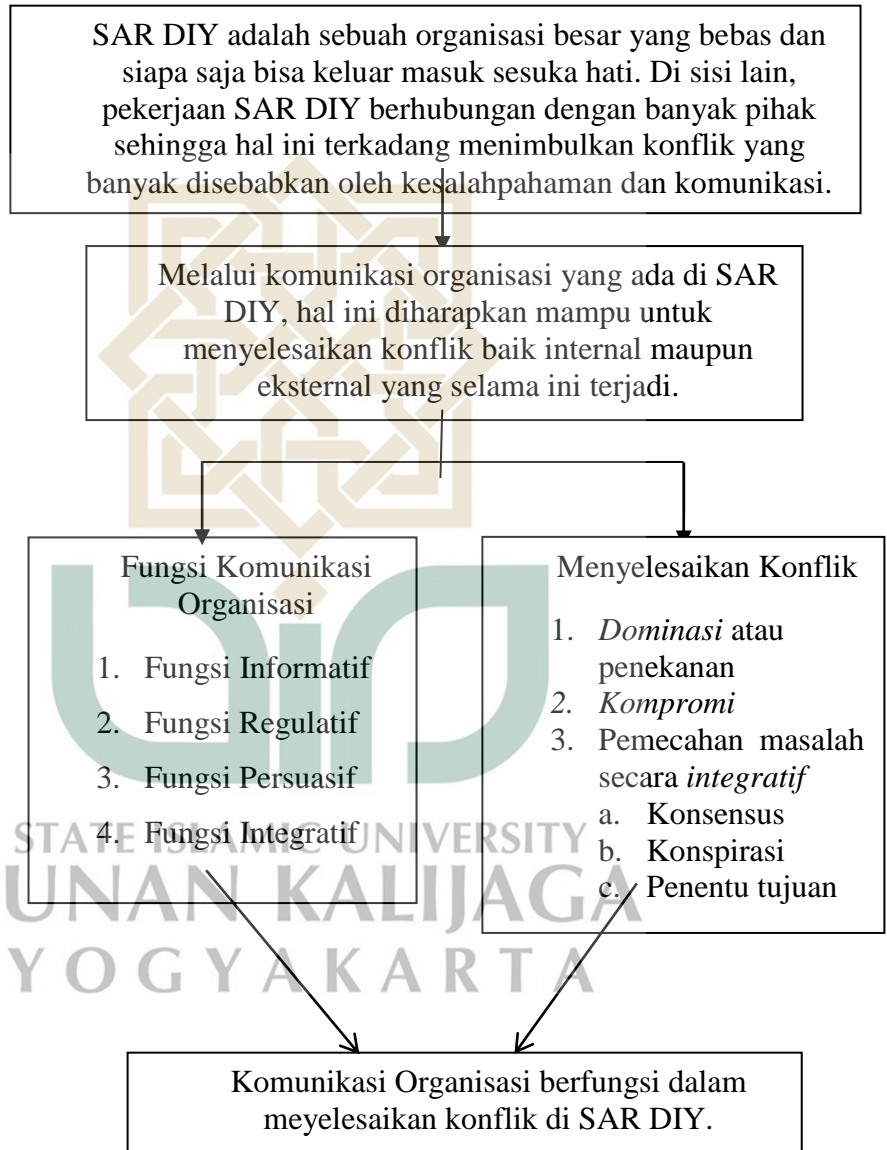 SAR DIY adalah sebuah organisasi besar yang bebas dan
siapa saja bisa keluar masuk sesuka hati. Di sisi lain,
pekerjaan SAR DIY berhubungan dengan banyak pihak
sehingga hal ini terkadang menimbulkan konflik yang
banyak disebabkan oleh kesalahpahaman dan komunikasi.
Melalui komunikasi organisasi yang ada di SAR
DIY, hal ini diharapkan mampu untuk
menyelesaikan konflik baik internal maupun
eksternal yang selama ini terjadi.
Fungsi Komunikasi
Organisasi
1. Fungsi Informatif
2. Fungsi Regulatif
3. Fungsi Persuasif
4. Fungsi Integratif
Menyelesaikan Konflik
1. Dominasi atau
penekanan
2. Kompromi
3. Pemecahan masalah
secara integratif
a. Konsensus
b. Konspirasi
c. Penentu tujuan
STATE ISLAMIC UNIVERSITY
UNAN KALIJAGA
YOGYAKARTA
Komunikasi Organisasi berfungsi dalam
meyelesaikan konflik di SAR DIY.